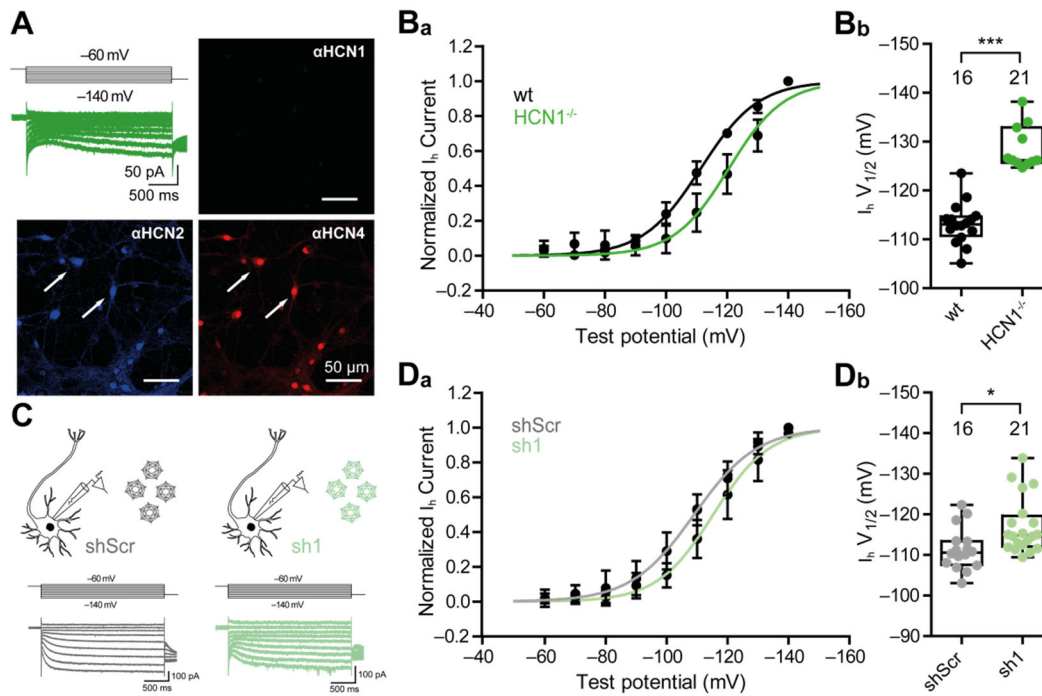 A
–60 mV
–140 mV
50 pA
500 ms
αHCN1
αHCN2
αHCN4
50 µm
Ba
wt
HCN1-/-
Normalized Ih Current
1.2
1.0
0.8
0.6
0.4
0.2
0.0
–0.2
–40
–60
–80
–100
–120
–140
–160
Test potential (mV)
Bb
***
16
21
Ih V1/2 (mV)
–150
–140
–130
–120
–110
–100
wt
HCN1-/-
C
shScr
sh1
–60 mV
–140 mV
100 pA
500 ms
–60 mV
–140 mV
100 pA
500 ms
Da
shScr
sh1
Normalized Ih Current
1.2
1.0
0.8
0.6
0.4
0.2
0.0
–0.2
–40
–60
–80
–100
–120
–140
–160
Test potential (mV)
Db
*
16
21
Ih V1/2 (mV)
–150
–140
–130
–120
–110
–100
–90
shScr
sh1